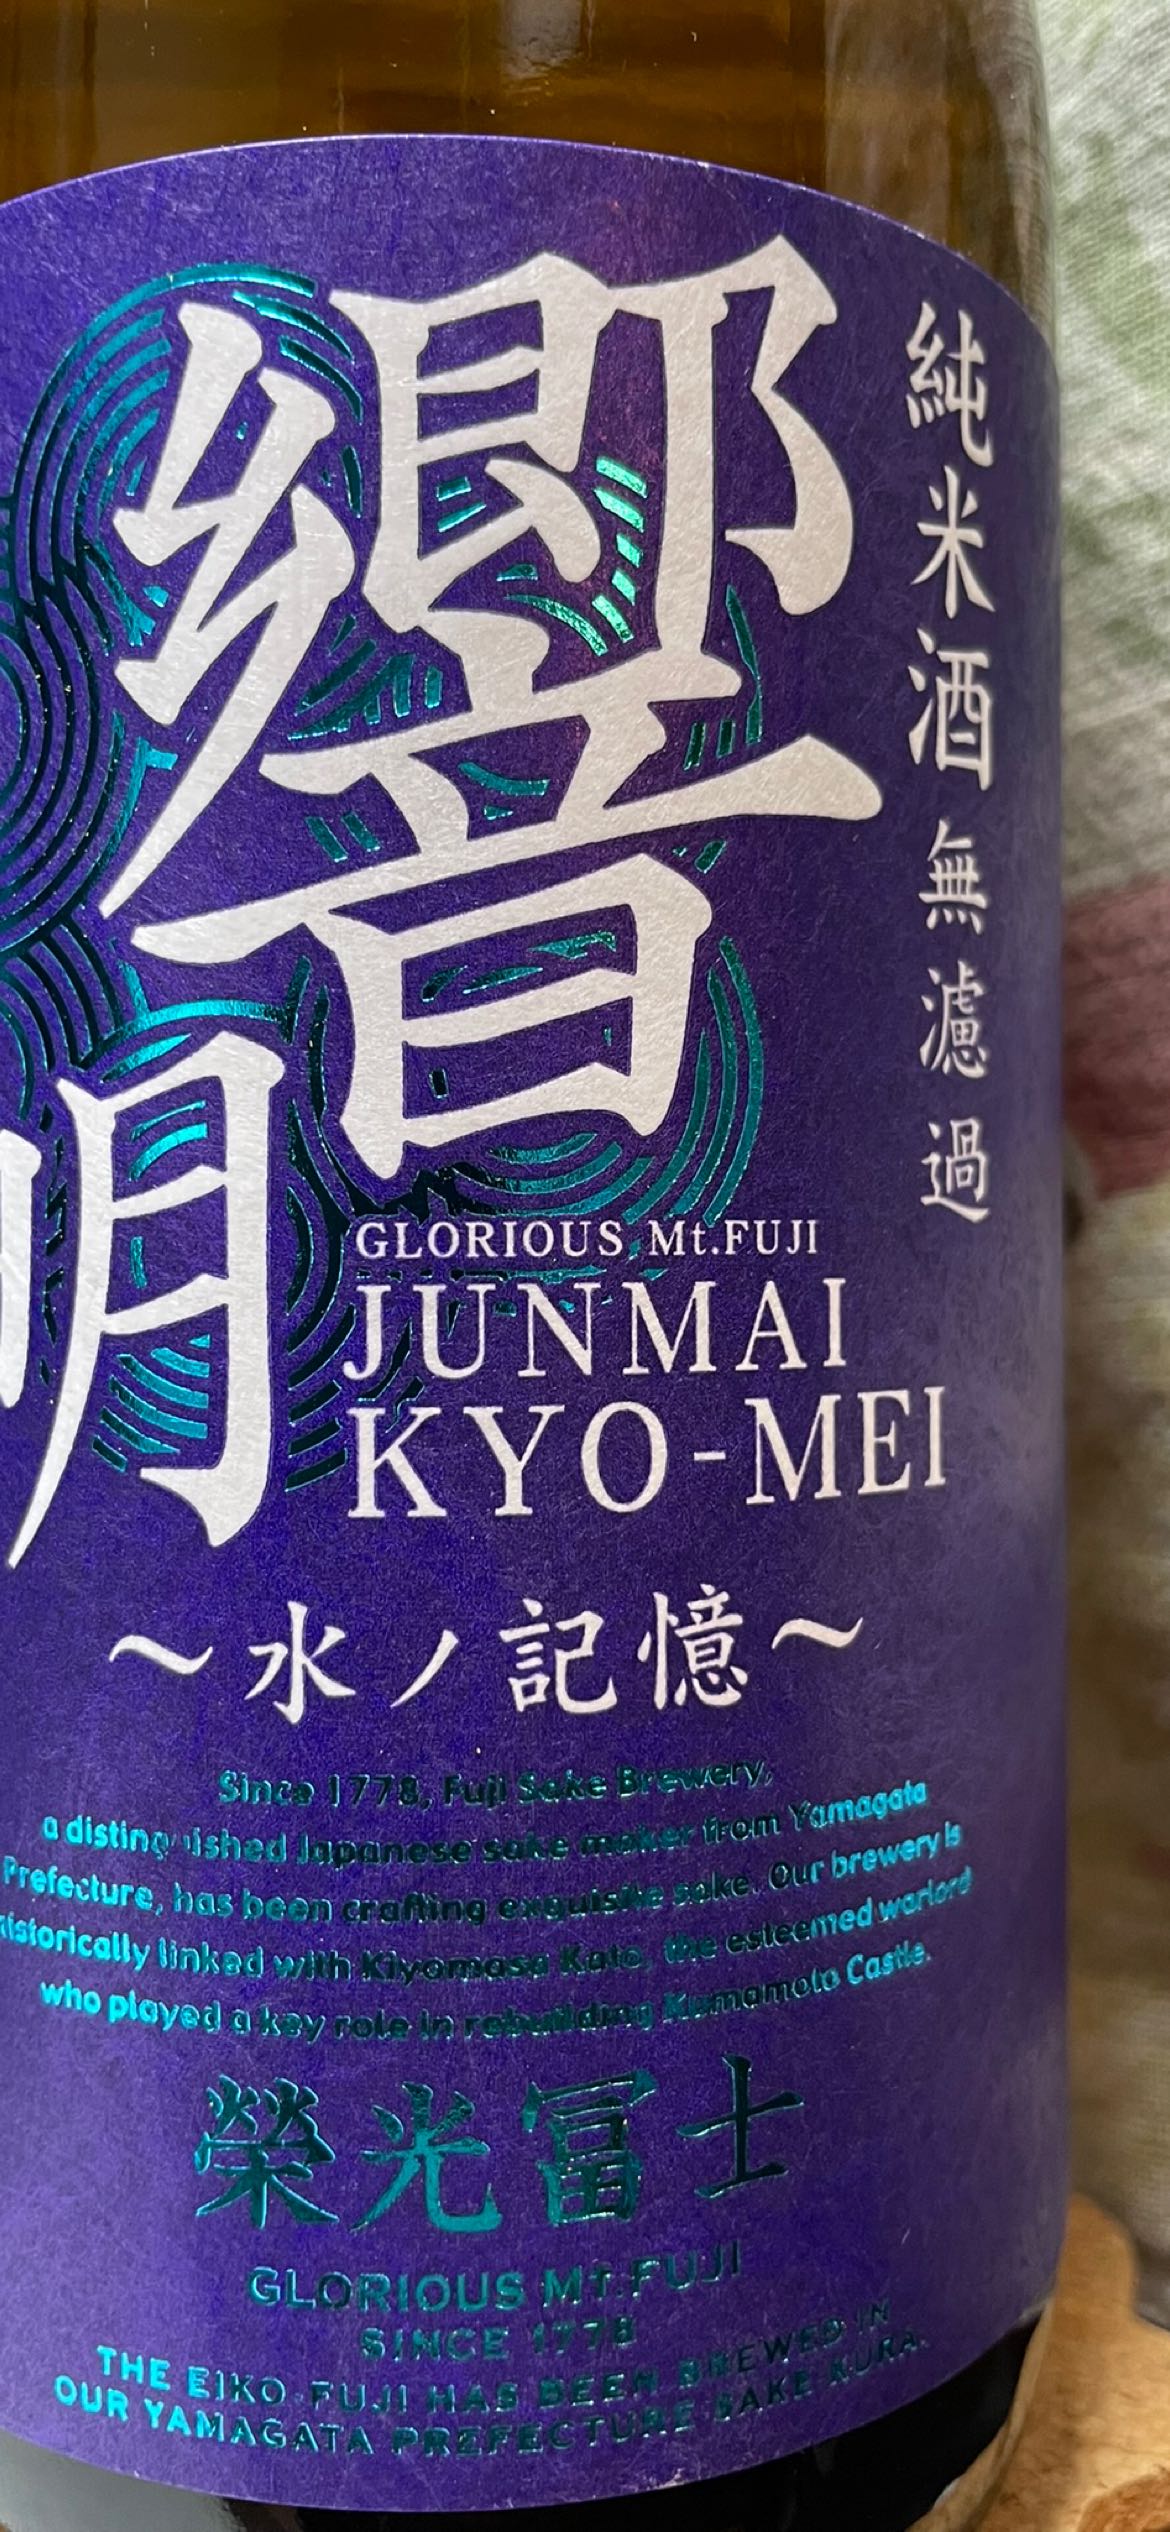 純米酒無濾過
響
明
GLORIOUS Mt.FUJI
JUNMAI
KYO-MEI
〜水ノ記憶〜
Since 1778, Fuji Sake Brewery,
a distinguished Japanese sake maker from Yamagata
Prefecture, has been crafting exquisite sake. Our brewery is
historically linked with Kiyomasa Kato, the esteemed warlord
who played a key role in rebuilding Kumamoto Castle.
榮光冨士
GLORIOUS Mt.FUJI
SINCE 1778
THE EIKO-FUJI HAS BEEN BREWED IN
OUR YAMAGATA PREFECTURE SAKE KURA.